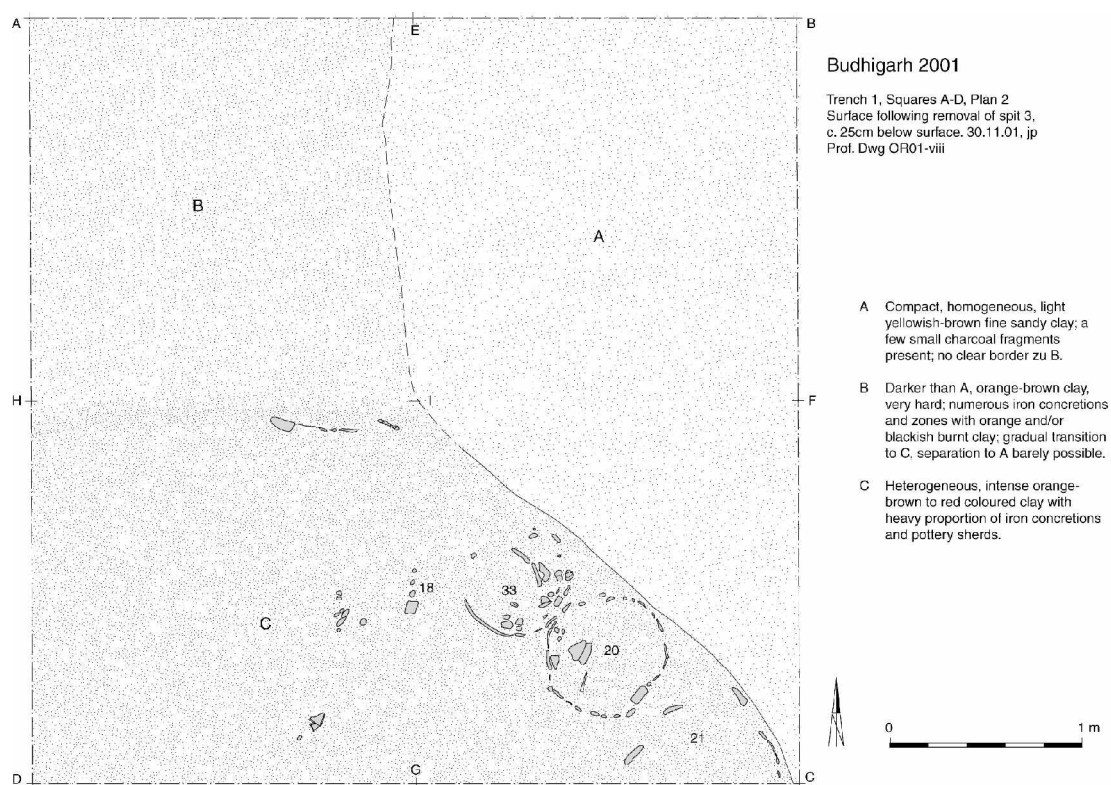 A
E
B
Budhigarh 2001
Trench 1, Squares A-D, Plan 2
Surface following removal of spit 3,
c. 25cm below surface. 30.11.01, jp
Prof. Dwg OR01-viii
B
A
A Compact, homogeneous, light
yellowish-brown fine sandy clay; a
few small charcoal fragments
present; no clear border zu B.
B Darker than A, orange-brown clay,
very hard; numerous iron concretions
and zones with orange and/or
blackish burnt clay; gradual transition
to C, separation to A barely possible.
C Heterogeneous, intense orange-
brown to red coloured clay with
heavy proportion of iron concretions
and pottery sherds.
H
I
F
18
33
C
20
21
0 1 m
D
G
C